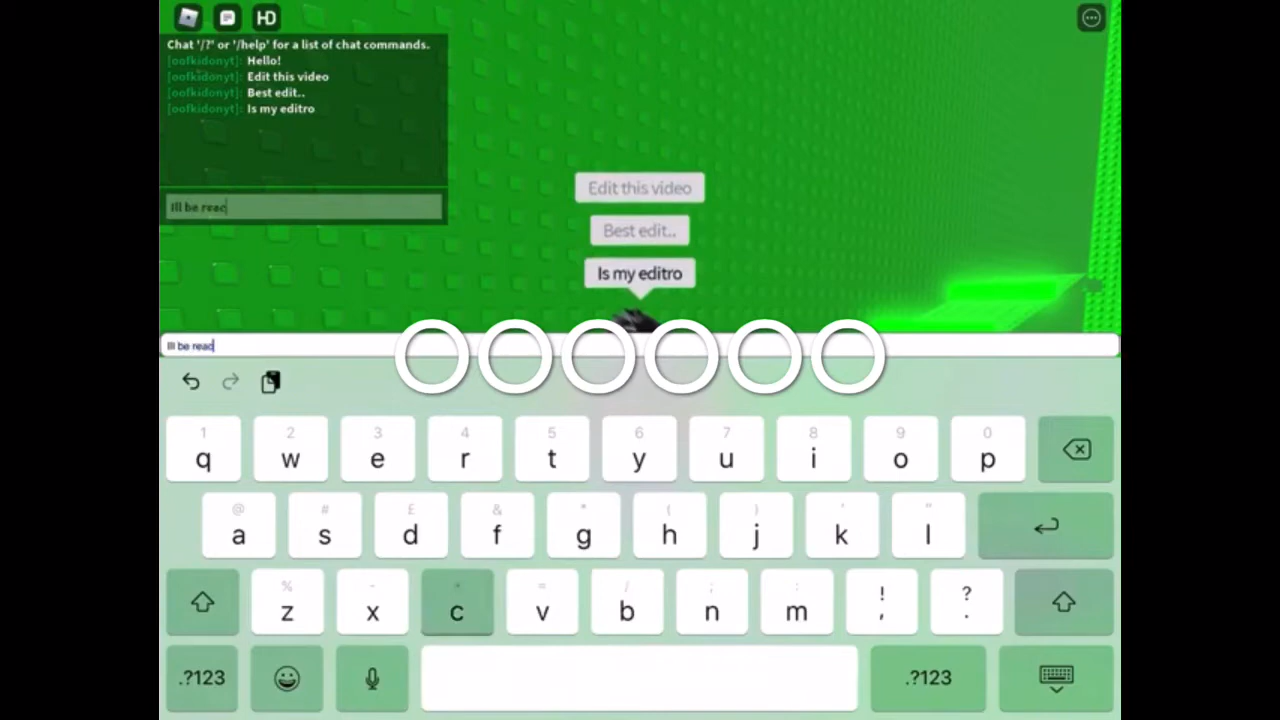 HD
Chat '/?' or '/help' for a list of chat commands.
[oofkidonyt]: Hello!
[oofkidonyt]: Edit this video
[oofkidonyt]: Best edit..
[oofkidonyt]: Is my editro
Ill be reac
Edit this video
Best edit..
Is my editro
Ill be reac
1 2 3 4 5 6 7 8 9 0
q w e r t y u i o p
@ # £ & * ( ) ' "
a s d f g h j k l
% - + = / ; : ! ?
z x c v b n m , .
.?123 .?123